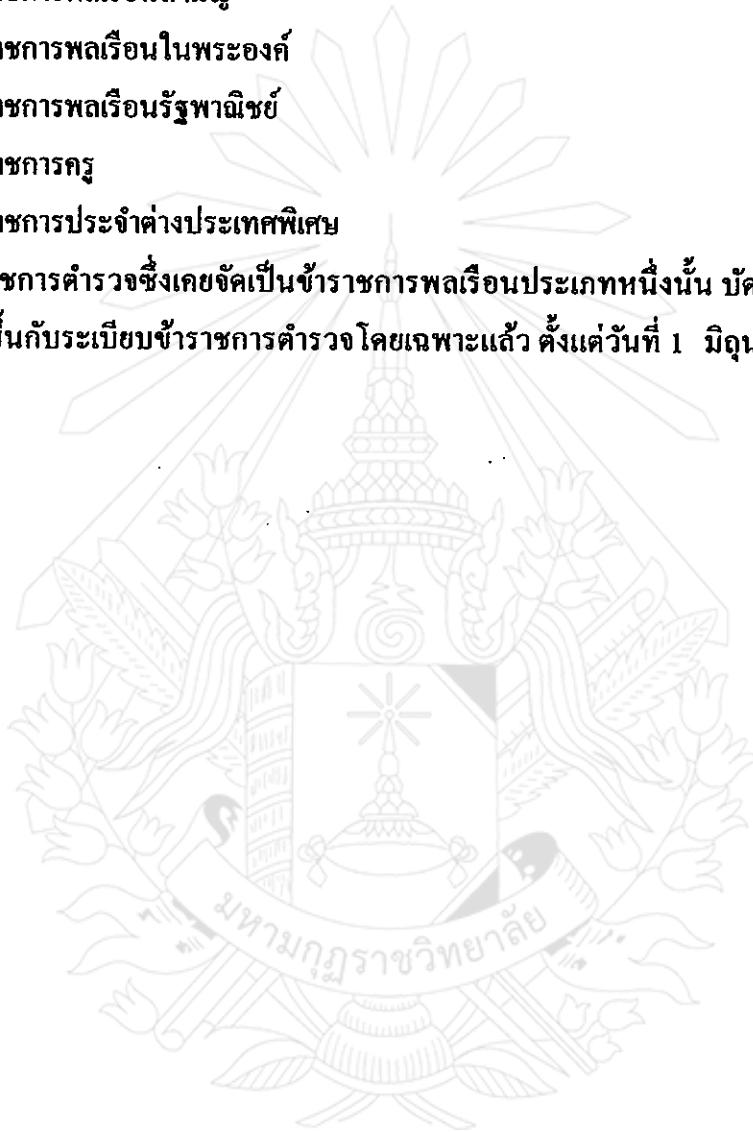 าชการพลเรือนในพระองค์
าชการพลเรือนรัฐพาณิชย์
าชการครู
าชการประจำต่างประเทศพิเศษ
ชการตำรวจซึ่งเคยจัดเป็นข้าราชการพลเรือนประเภทหนึ่งนั้น บัด
ึ้นกับระเบียบข้าราชการตำรวจโดยเฉพาะแล้ว ตั้งแต่วันที่ 1 มิถุน
มหามกุฏราชวิทยาลัย